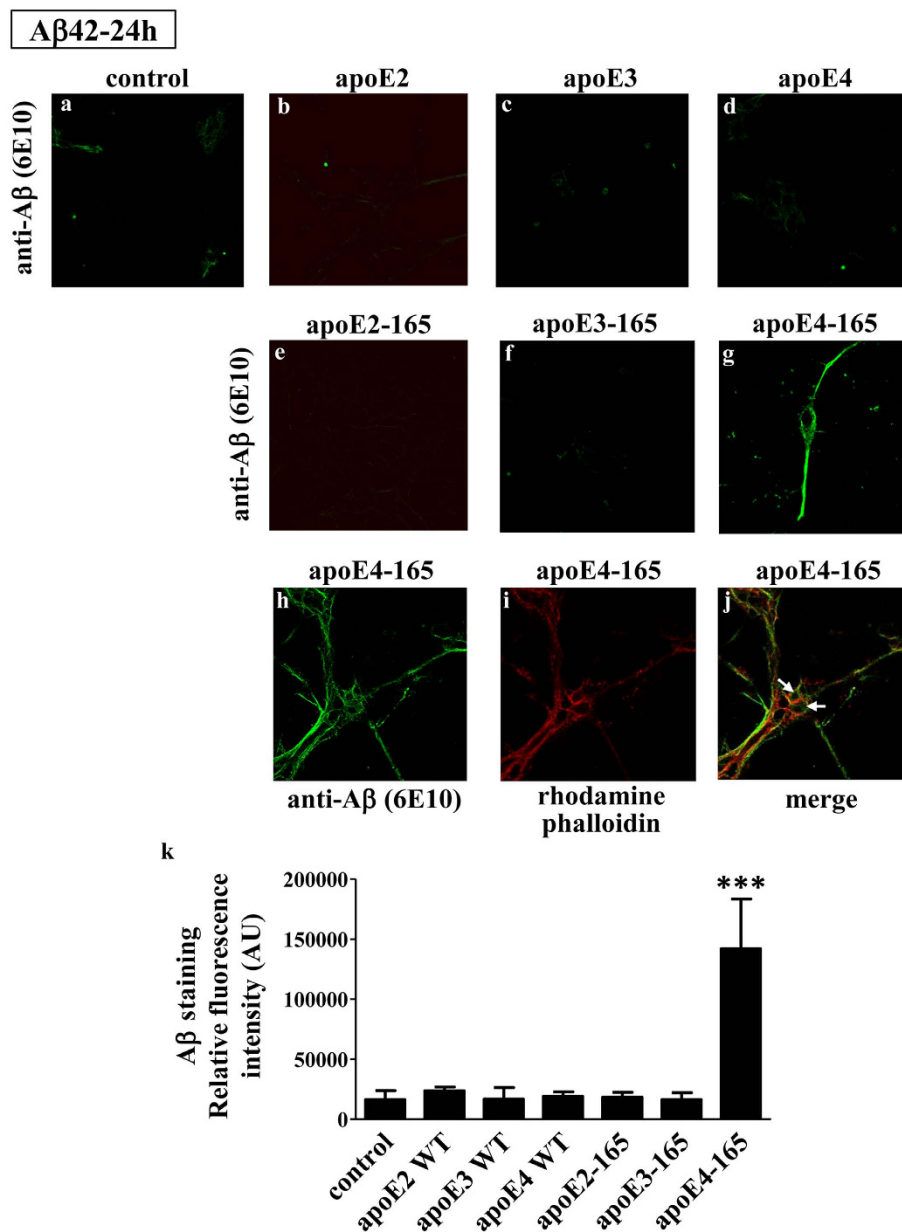 Aβ42-24h
control apoE2 apoE3 apoE4
anti-Aβ (6E10)
a b c d
apoE2-165 apoE3-165 apoE4-165
anti-Aβ (6E10)
e f g
apoE4-165 apoE4-165 apoE4-165
h i j
anti-Aβ (6E10) rhodamine merge
phalloidin
k
Aβ staining
Relative fluorescence
intensity (AU)
200000
150000
100000
50000
0
***
control apoE2 WT apoE3 WT apoE4 WT apoE2-165 apoE3-165 apoE4-165